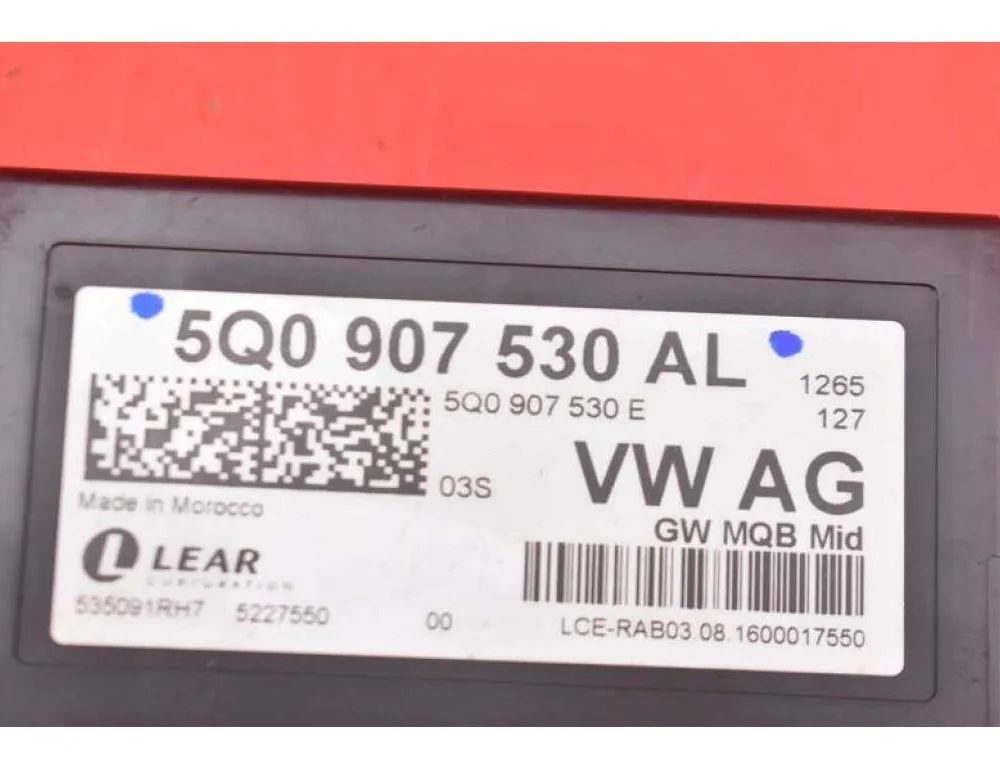 5Q0 907 530 AL
1265
5Q0 907 530 E
127
VW AG
03S
Made in Morocco
GW MQB Mid
LEAR
CORPORATION
535091RH7 5227550 00
LCE-RAB03.08.1600017550